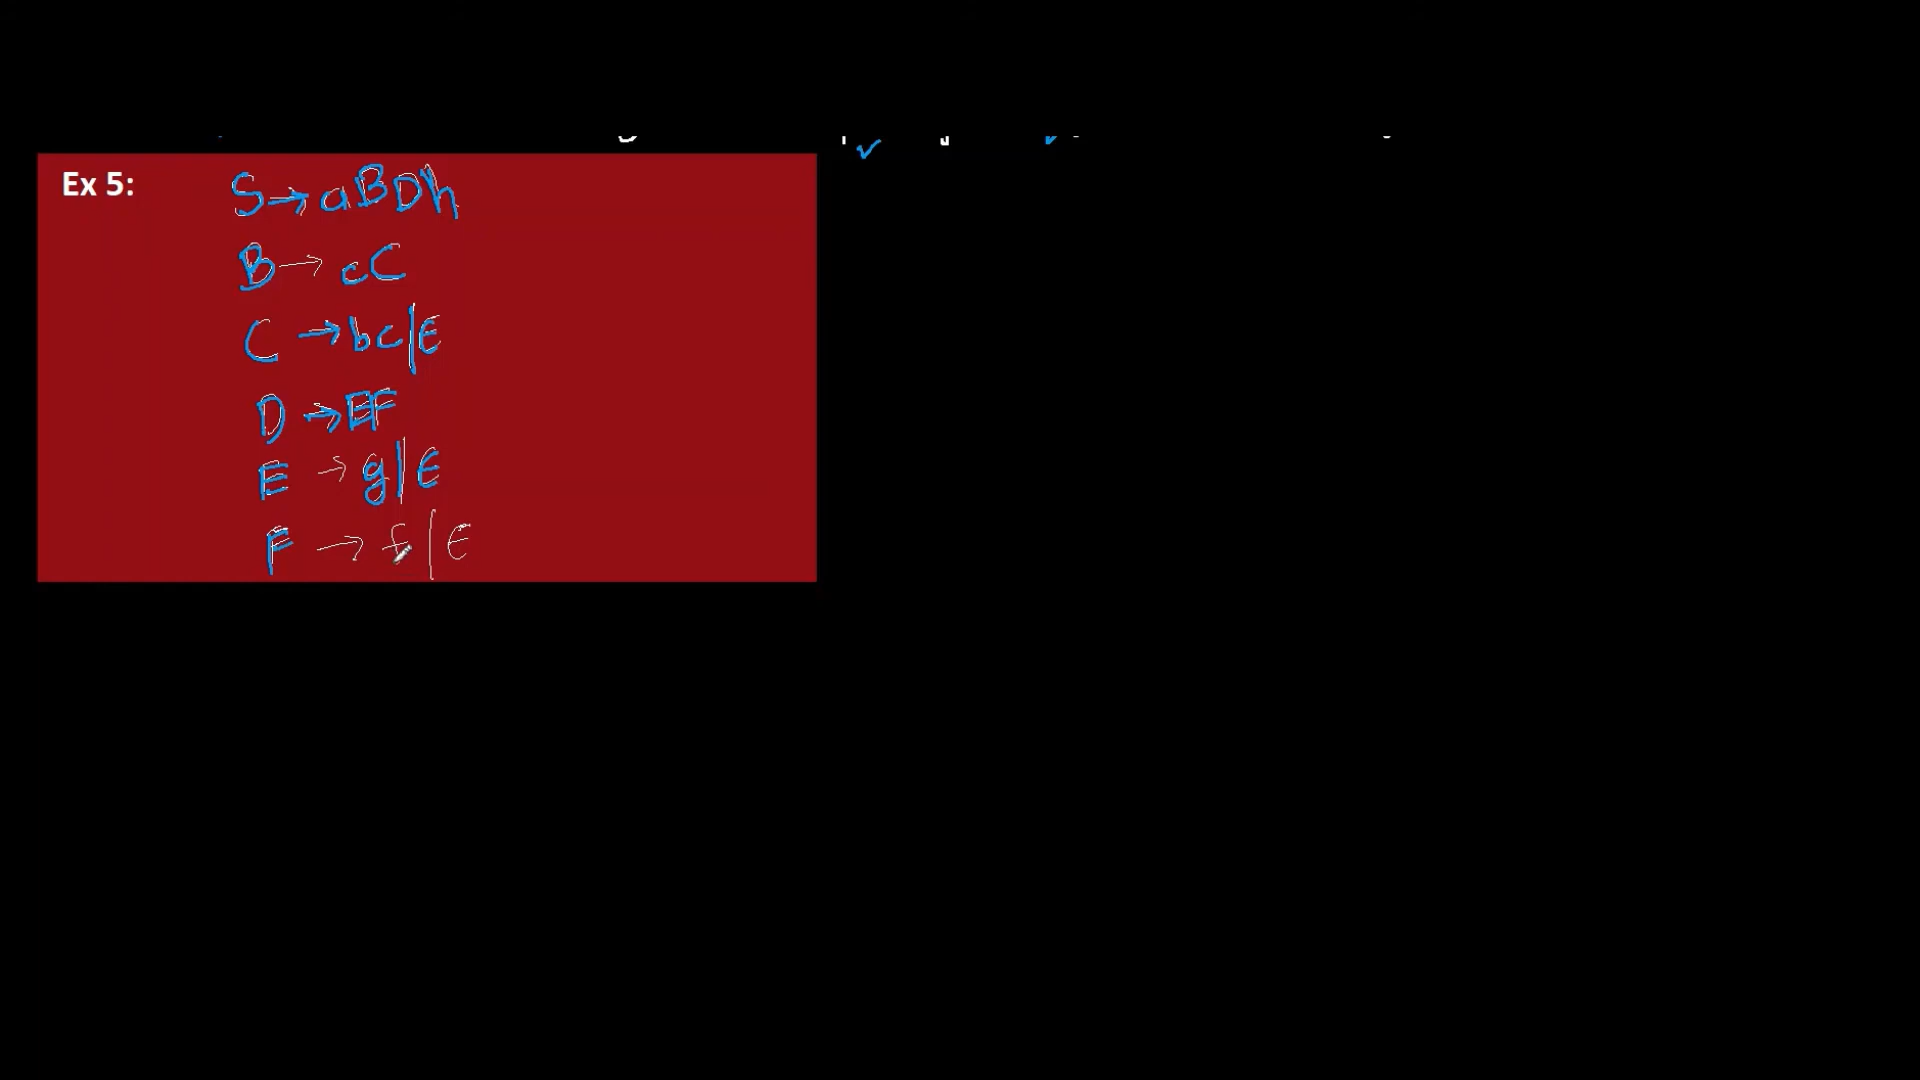 Ex 5: S → aBDh
B → cC
C → bc|ε
D → EF
E → g|ε
F → f|ε